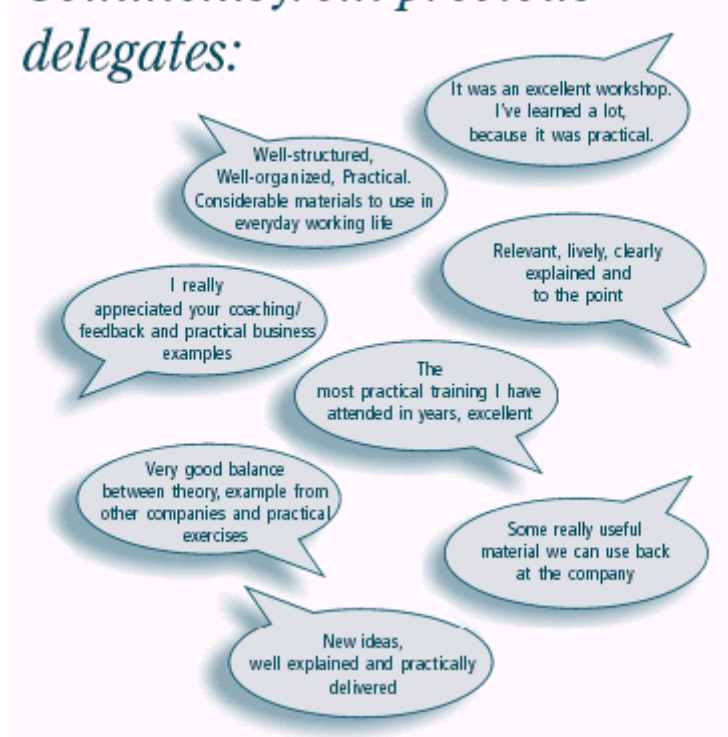 delegates:
It was an excellent workshop.
I've learned a lot,
because it was practical.
Well-structured,
Well-organized, Practical.
Considerable materials to use in
everyday working life
Relevant, lively, clearly
explained and
to the point
I really
appreciated your coaching/
feedback and practical business
examples
The
most practical training I have
attended in years, excellent
Very good balance
between theory, example from
other companies and practical
exercises
Some really useful
material we can use back
at the company
New ideas,
well explained and practically
delivered